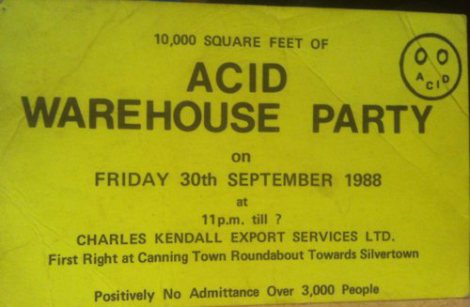 10,000 SQUARE FEET OF
ACID
ACID
WAREHOUSE PARTY
on
FRIDAY 30th SEPTEMBER 1988
at
11p.m. till ?
CHARLES KENDALL EXPORT SERVICES LTD.
First Right at Canning Town Roundabout Towards Silvertown
Positively No Admittance Over 3,000 People